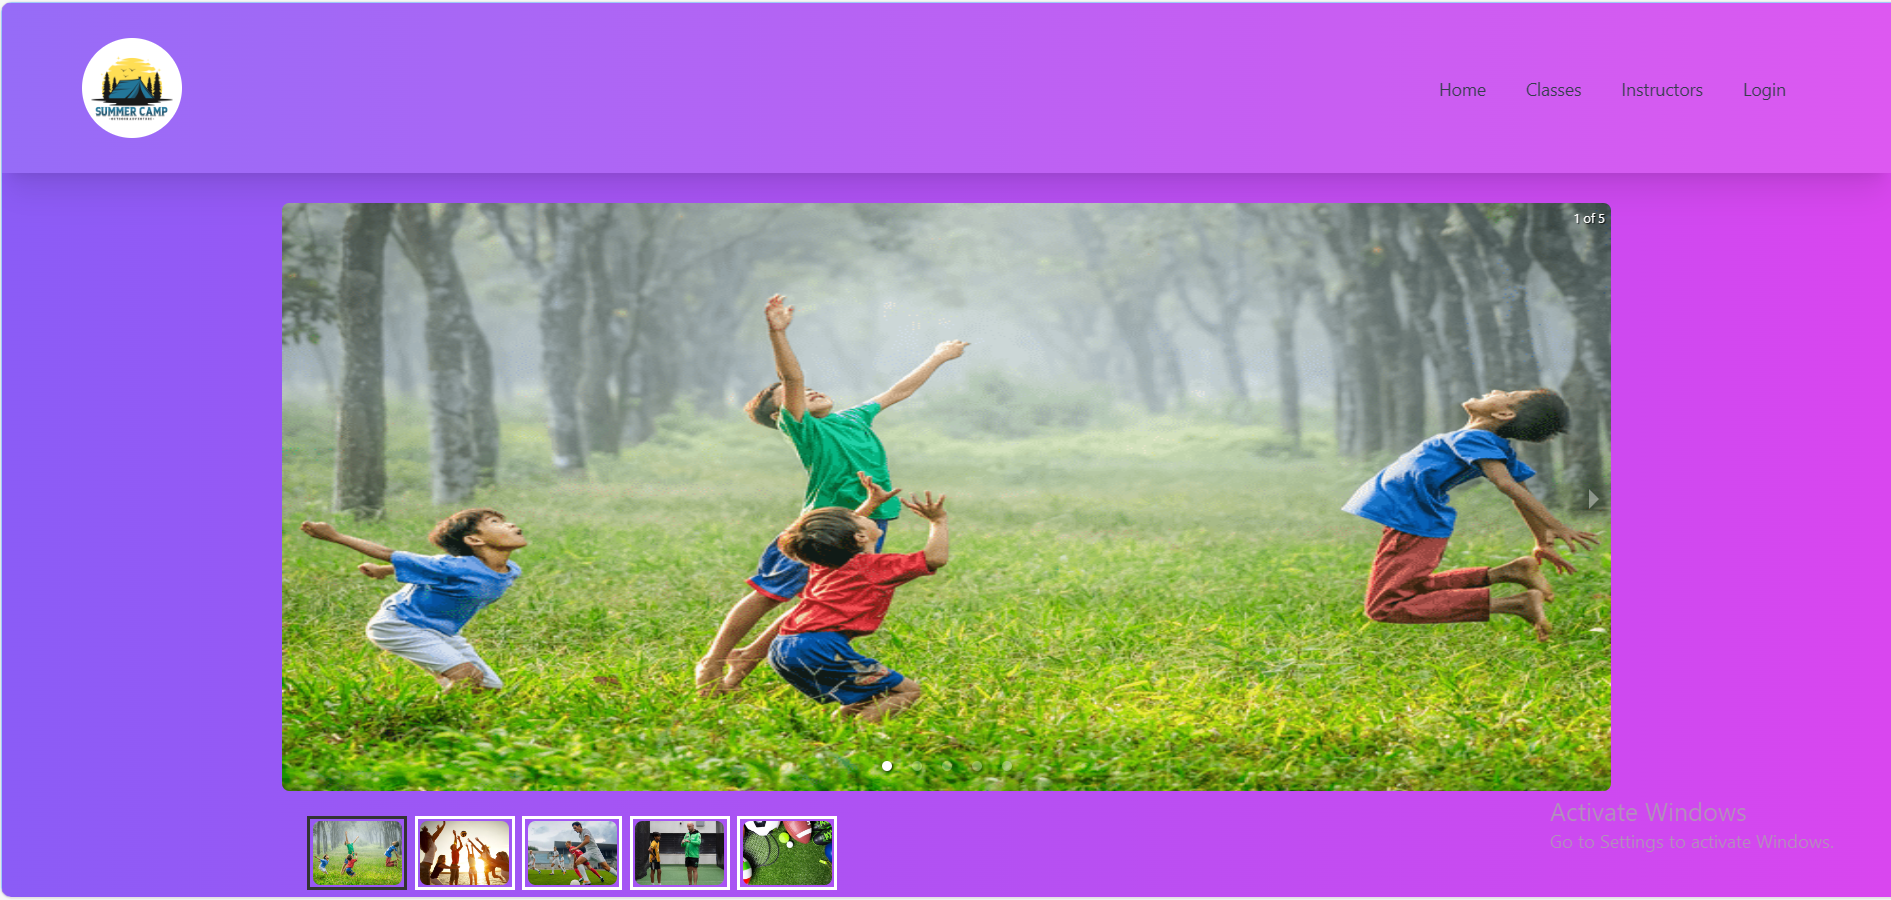 SUMMER CAMP
Home Classes Instructors Login
1 of 5
Activate Windows
Go to Settings to activate Windows.